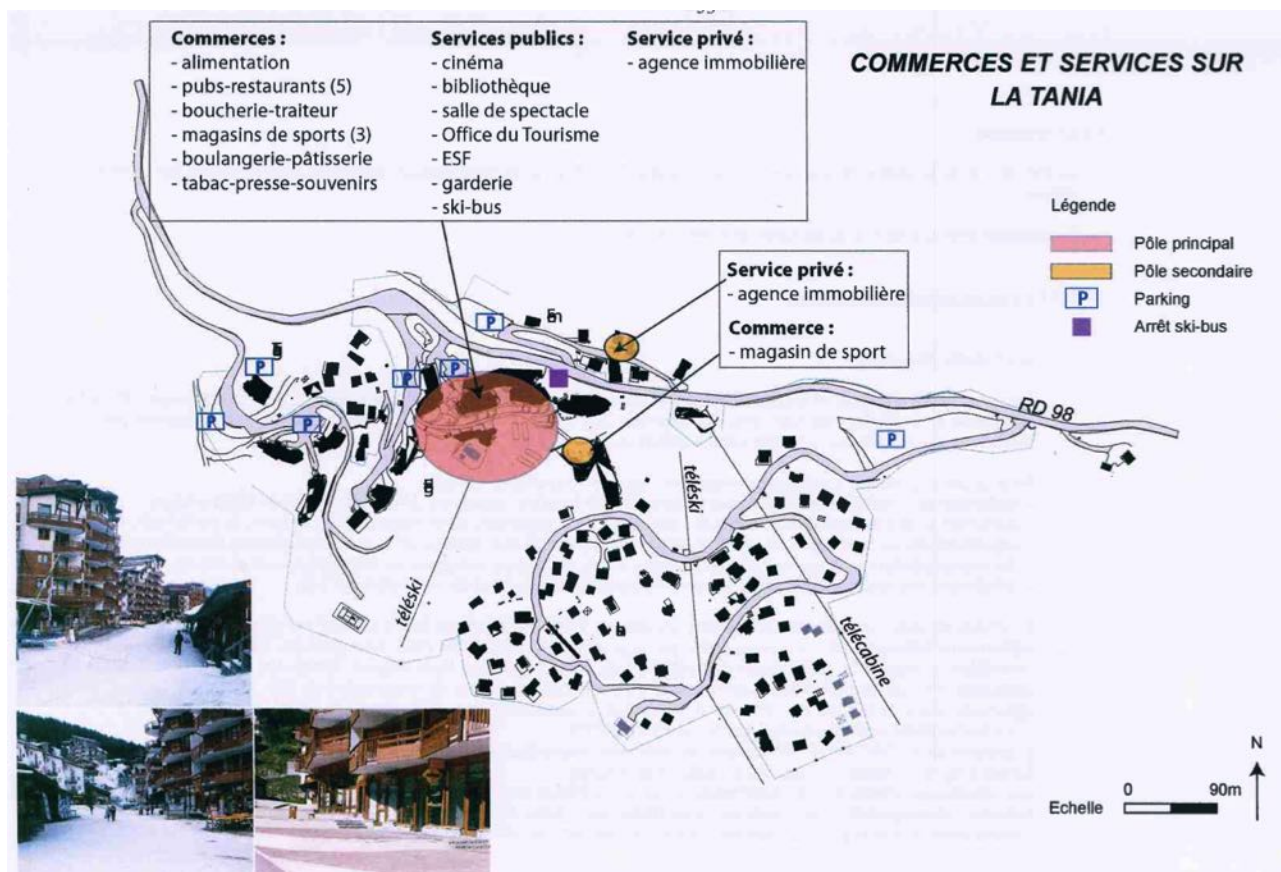 Commerces :
- alimentation
- pubs-restaurants (5)
- boucherie-traiteur
- magasins de sports (3)
- boulangerie-pâtisserie
- tabac-presse-souvenirs
Services publics :
- cinéma
- bibliothèque
- salle de spectacle
- Office du Tourisme
- ESF
- garderie
- ski-bus
Service privé :
- agence immobilière
COMMERCES ET SERVICES SUR
LA TANIA
Légende
Pôle principal
Pôle secondaire
P Parking
Arrêt ski-bus
Service privé :
- agence immobilière
Commerce :
- magasin de sport
P
P
P
P
P
P
P
RD 98
téléski
téléski
télécabine
N
Echelle
0 90m